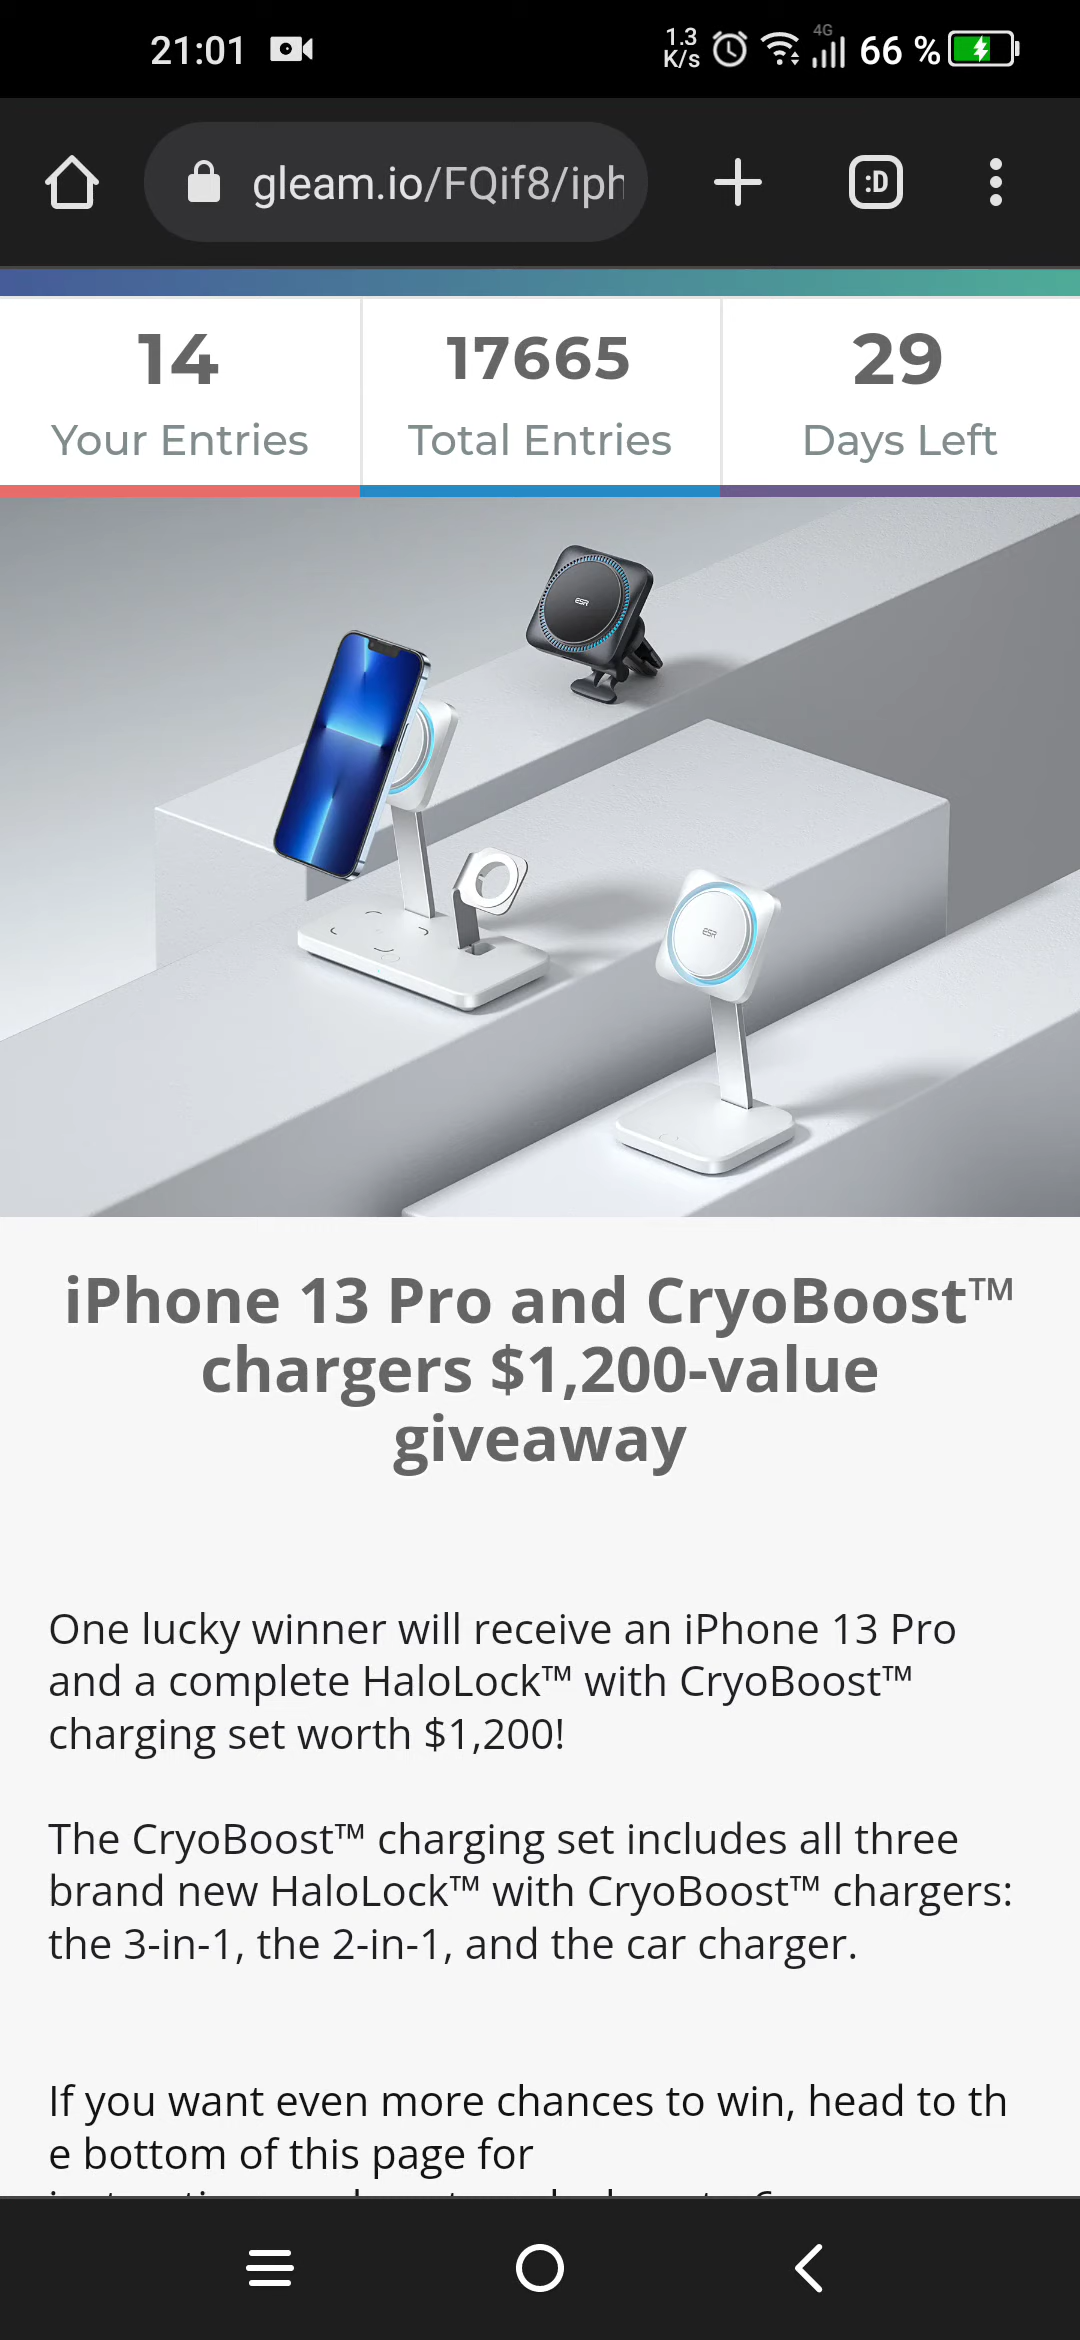 21:01
1.3
K/s
4G
66 %
gleam.io/FQif8/iph
:D
14
17665
29
Your Entries
Total Entries
Days Left
ESR
ESR
iPhone 13 Pro and CryoBoost™
chargers $1,200-value
giveaway
One lucky winner will receive an iPhone 13 Pro
and a complete HaloLock™ with CryoBoost™
charging set worth $1,200!
The CryoBoost™ charging set includes all three
brand new HaloLock™ with CryoBoost™ chargers:
the 3-in-1, the 2-in-1, and the car charger.
If you want even more chances to win, head to th
e bottom of this page for